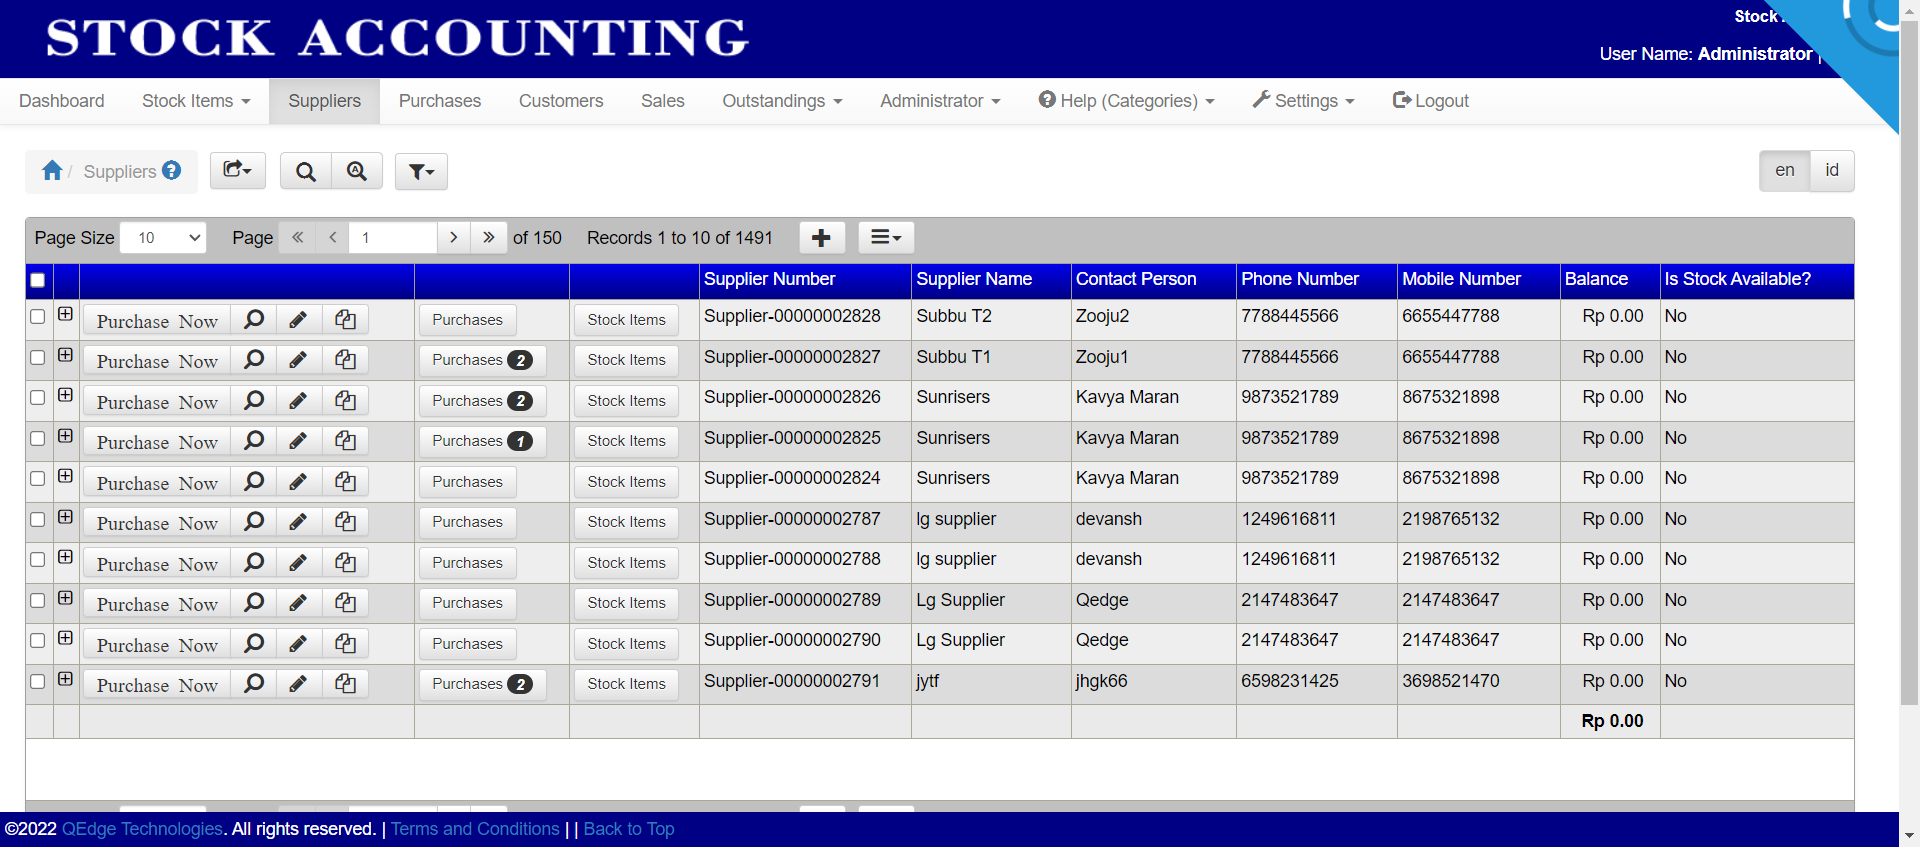 STOCK ACCOUNTING
Stock
User Name: Administrator |
Dashboard Stock Items Suppliers Purchases Customers Sales Outstandings Administrator Help (Categories) Settings Logout
/ Suppliers
en id
Page Size 10 Page 1 of 150 Records 1 to 10 of 1491
Supplier Number Supplier Name Contact Person Phone Number Mobile Number Balance Is Stock Available?
Purchase Now Purchases Stock Items Supplier-00000002828 Subbu T2 Zooju2 7788445566 6655447788 Rp 0.00 No
Purchase Now Purchases 2 Stock Items Supplier-00000002827 Subbu T1 Zooju1 7788445566 6655447788 Rp 0.00 No
Purchase Now Purchases 2 Stock Items Supplier-00000002826 Sunrisers Kavya Maran 9873521789 8675321898 Rp 0.00 No
Purchase Now Purchases 1 Stock Items Supplier-00000002825 Sunrisers Kavya Maran 9873521789 8675321898 Rp 0.00 No
Purchase Now Purchases Stock Items Supplier-00000002824 Sunrisers Kavya Maran 9873521789 8675321898 Rp 0.00 No
Purchase Now Purchases Stock Items Supplier-00000002787 lg supplier devansh 1249616811 2198765132 Rp 0.00 No
Purchase Now Purchases Stock Items Supplier-00000002788 lg supplier devansh 1249616811 2198765132 Rp 0.00 No
Purchase Now Purchases Stock Items Supplier-00000002789 Lg Supplier Qedge 2147483647 2147483647 Rp 0.00 No
Purchase Now Purchases Stock Items Supplier-00000002790 Lg Supplier Qedge 2147483647 2147483647 Rp 0.00 No
Purchase Now Purchases 2 Stock Items Supplier-00000002791 jytf jhgk66 6598231425 3698521470 Rp 0.00 No
Rp 0.00
©2022 QEdge Technologies. All rights reserved. | Terms and Conditions | | Back to Top